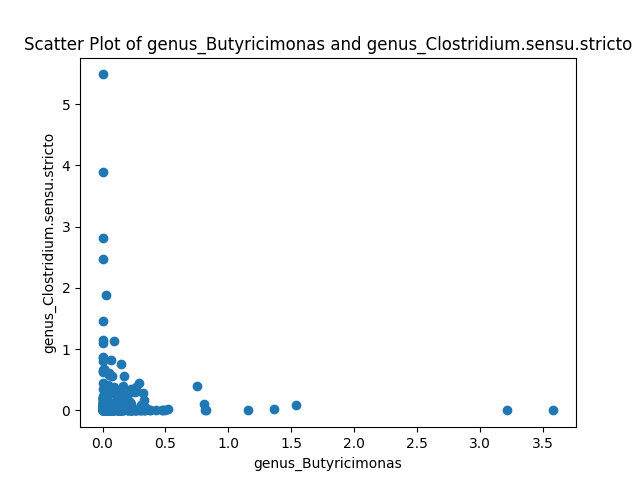 Scatter Plot of genus_Butyricimonas and genus_Clostridium.sensu.stricto
genus_Clostridium.sensu.stricto
5
4
3
2
1
0
0.0 0.5 1.0 1.5 2.0 2.5 3.0 3.5
genus_Butyricimonas